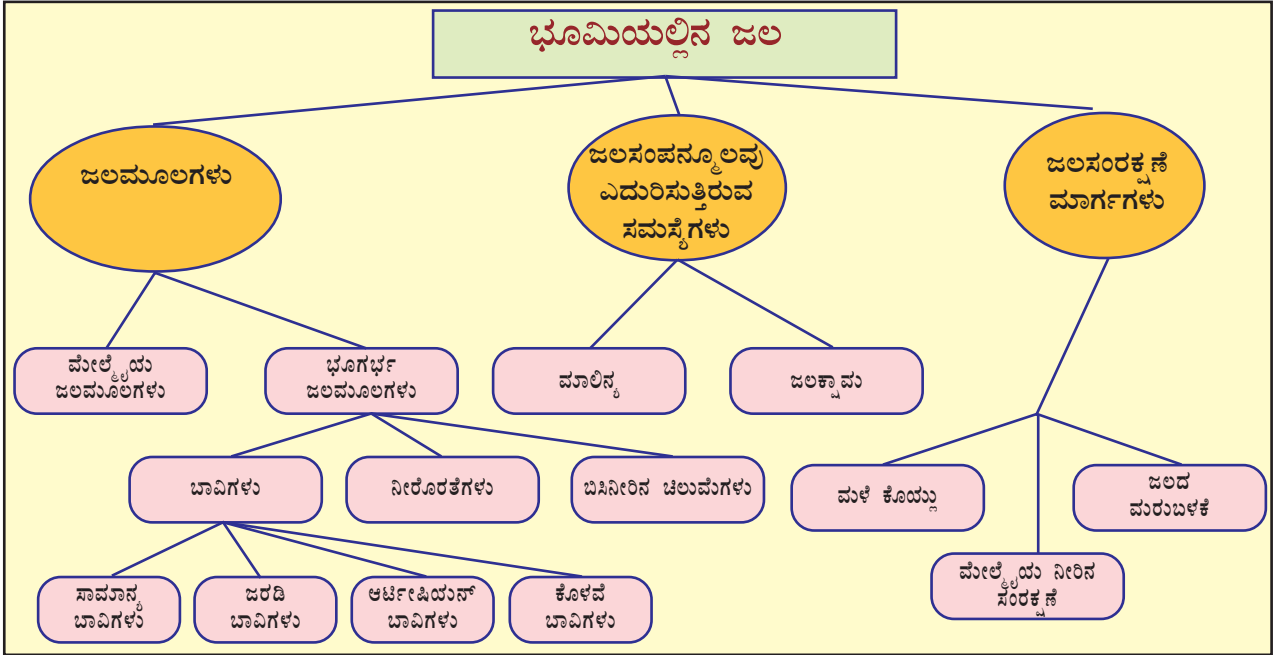 ಭೂಮಿಯಲ್ಲಿನ ಜಲ
ಜಲಮೂಲಗಳು
ಜಲಸಂಪನ್ಮೂಲವು
ಎದುರಿಸುತ್ತಿರುವ
ಸಮಸ್ಯೆಗಳು
ಜಲಸಂರಕ್ಷಣೆ
ಮಾರ್ಗಗಳು
ಮೇಲ್ಮೈಯ
ಜಲಮೂಲಗಳು
ಭೂಗರ್ಭ
ಜಲಮೂಲಗಳು
ಮಾಲಿನ್ಯ
ಜಲಕ್ಷಾಮ
ಬಾವಿಗಳು
ನೀರೊರತೆಗಳು
ಬಿಸಿನೀರಿನ ಚಿಲುಮೆಗಳು
ಮಳೆ ಕೊಯ್ಲು
ಜಲದ
ಮರುಬಳಕೆ
ಮೇಲ್ಮೈಯ ನೀರಿನ
ಸಂರಕ್ಷಣೆ
ಸಾಮಾನ್ಯ
ಬಾವಿಗಳು
ಜರಡಿ
ಬಾವಿಗಳು
ಆರ್ಟೀಷಿಯನ್
ಬಾವಿಗಳು
ಕೊಳವೆ
ಬಾವಿಗಳು